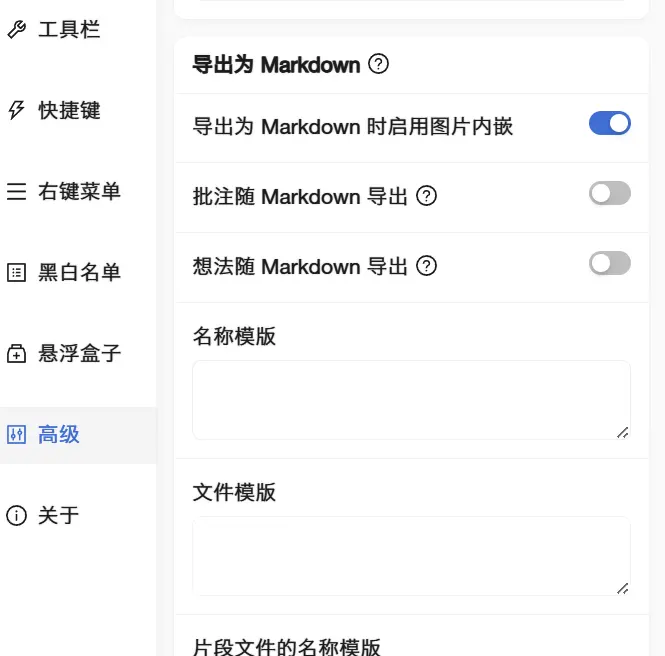 工具栏
快捷键
右键菜单
黑白名单
悬浮盒子
高级
关于
导出为 Markdown
导出为 Markdown 时启用图片内嵌
批注随 Markdown 导出
想法随 Markdown 导出
名称模版
文件模版
片段文件的名称模版